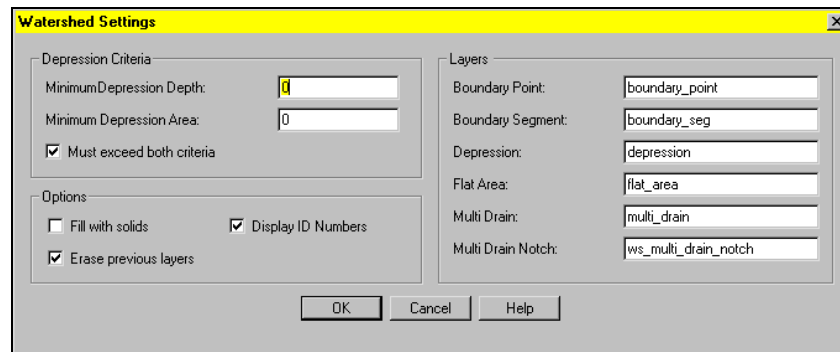 Watershed Settings
Depression Criteria
MinimumDepression Depth: 0
Minimum Depression Area: 0
Must exceed both criteria
Options
Fill with solids Display ID Numbers
Erase previous layers
Layers
Boundary Point: boundary_point
Boundary Segment: boundary_seg
Depression: depression
Flat Area: flat_area
Multi Drain: multi_drain
Multi Drain Notch: ws_multi_drain_notch
OK Cancel Help